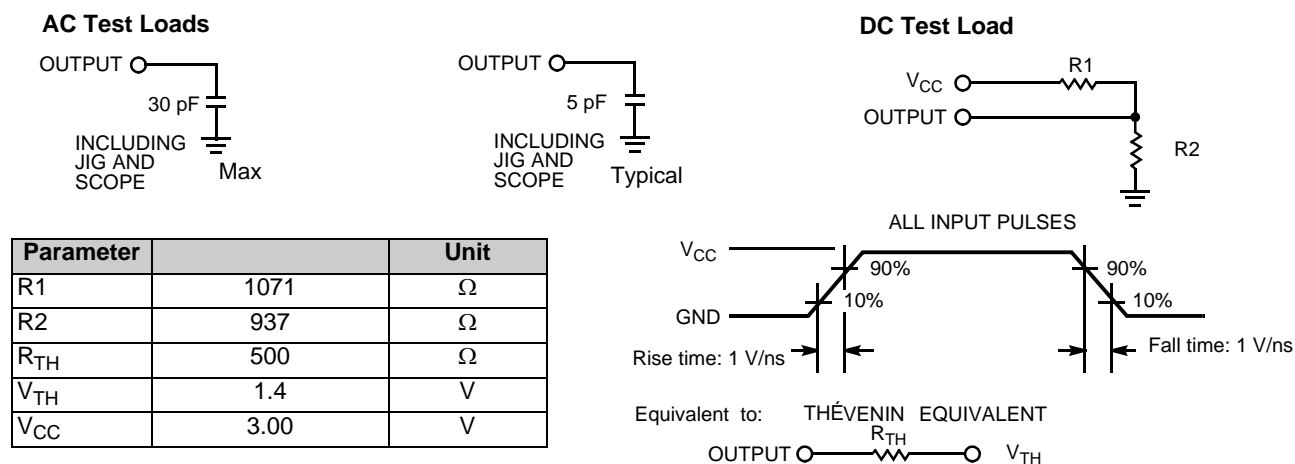 AC Test Loads
OUTPUT
30 pF
INCLUDING
JIG AND
SCOPE
Max
OUTPUT
5 pF
INCLUDING
JIG AND
SCOPE
Typical
DC Test Load
VCC
R1
OUTPUT
R2
Parameter Unit
R1 1071 Ω
R2 937 Ω
RTH 500 Ω
VTH 1.4 V
VCC 3.00 V
ALL INPUT PULSES
VCC
90%
90%
10%
10%
GND
Rise time: 1 V/ns
Fall time: 1 V/ns
Equivalent to: THÉVENIN EQUIVALENT
RTH
OUTPUT VTH